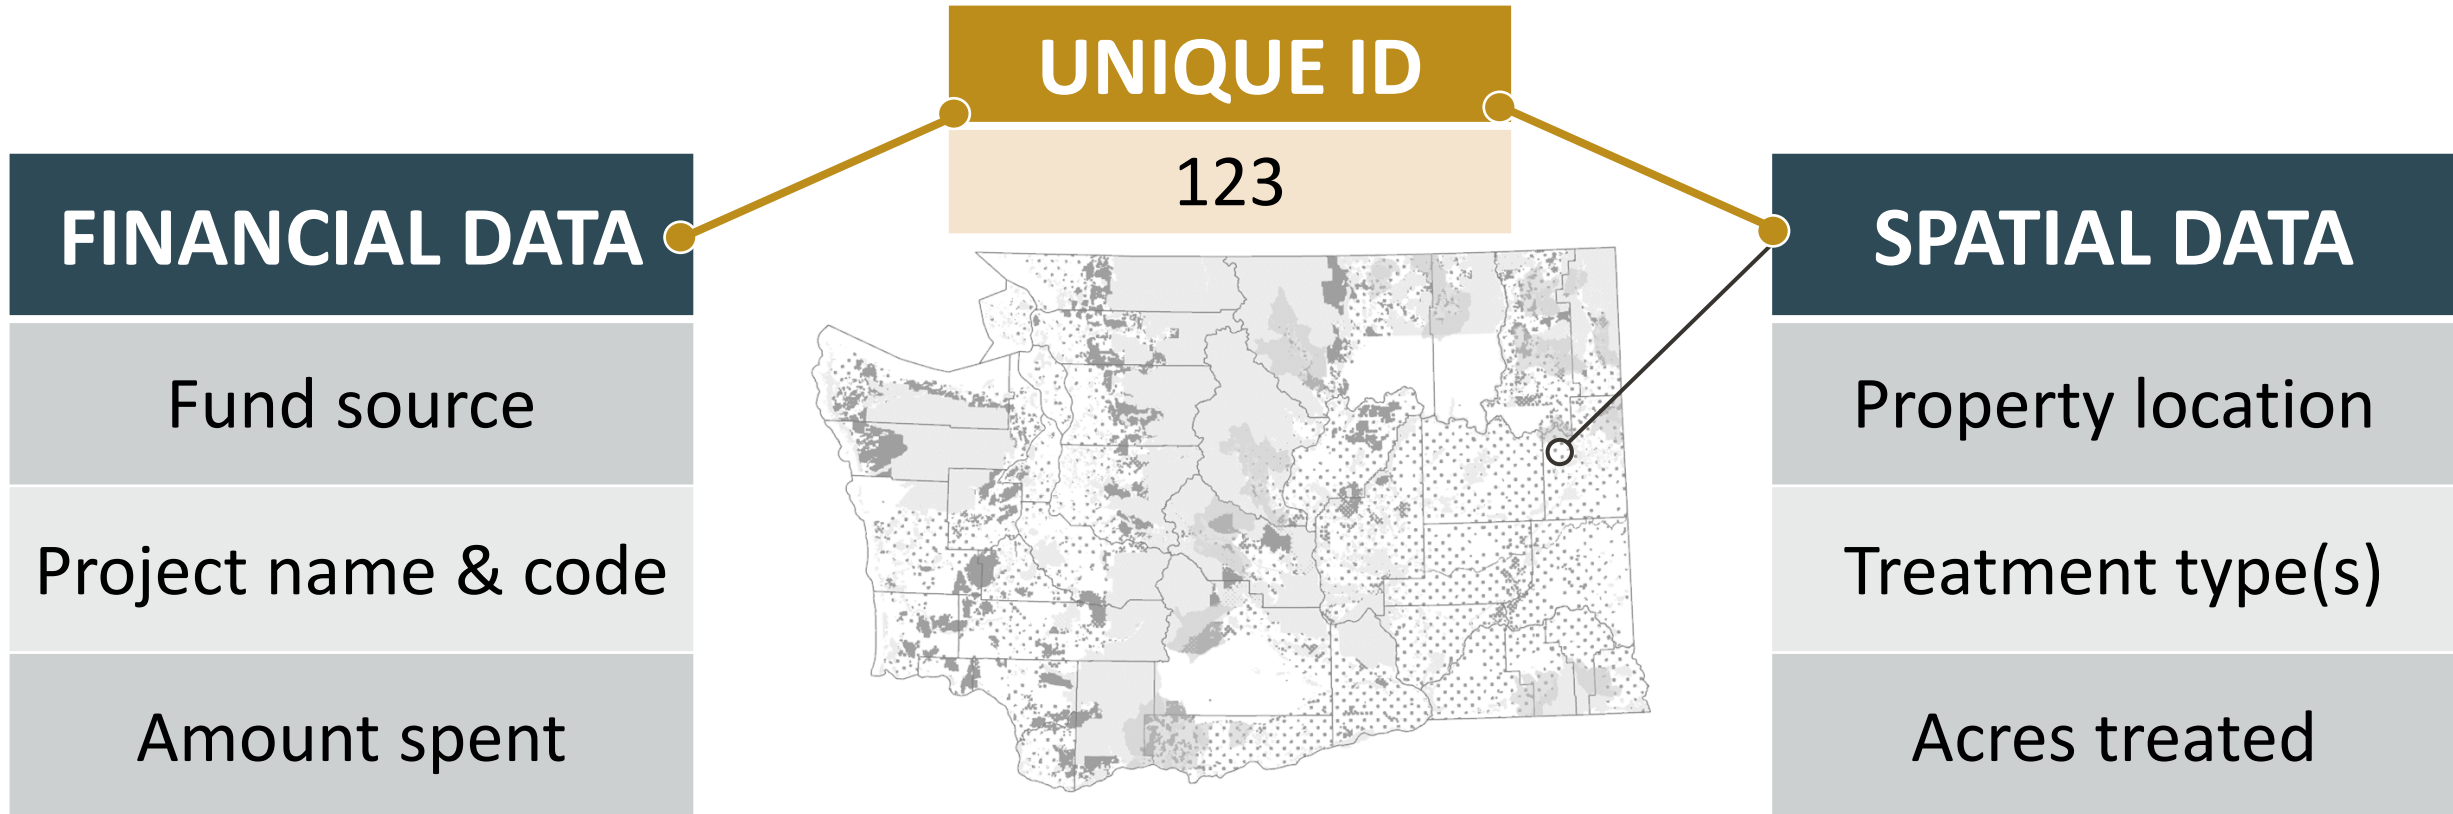 UNIQUE ID
123
FINANCIAL DATA
Fund source
Project name & code
Amount spent
SPATIAL DATA
Property location
Treatment type(s)
Acres treated